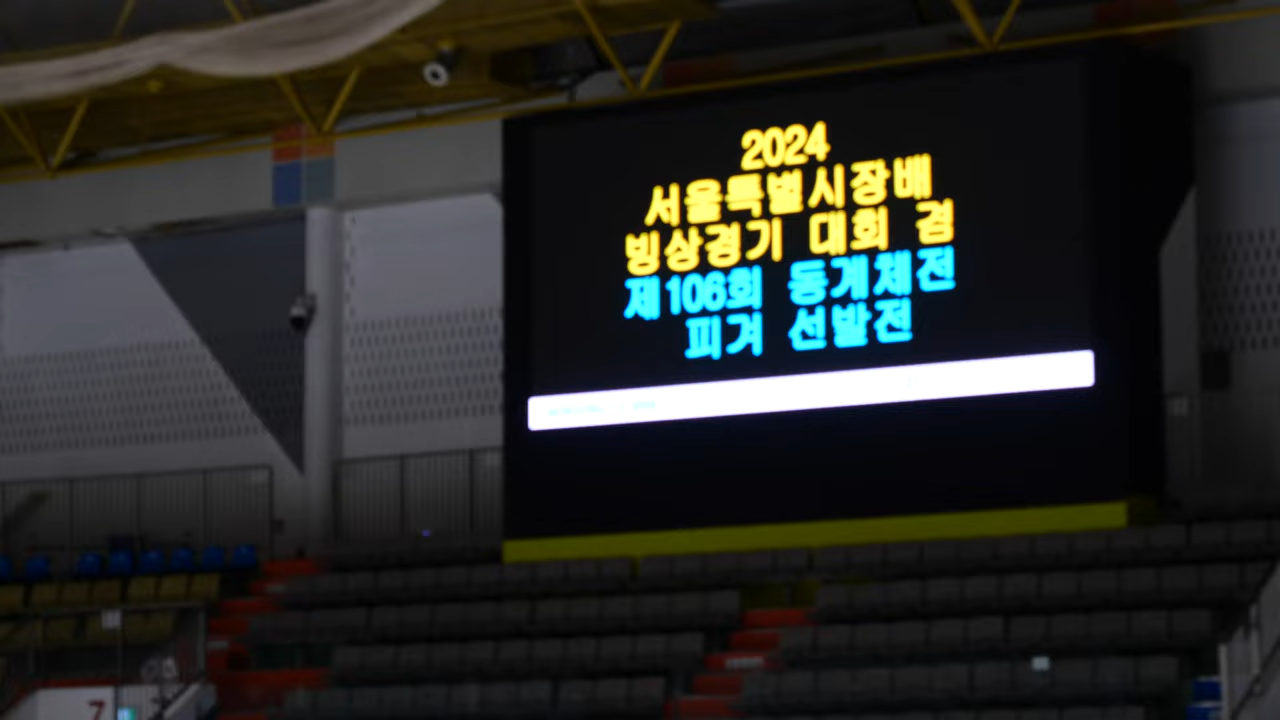 2024
서울특별시장배
빙상경기 대회 겸
제106회 동계체전
피겨 선발전
7